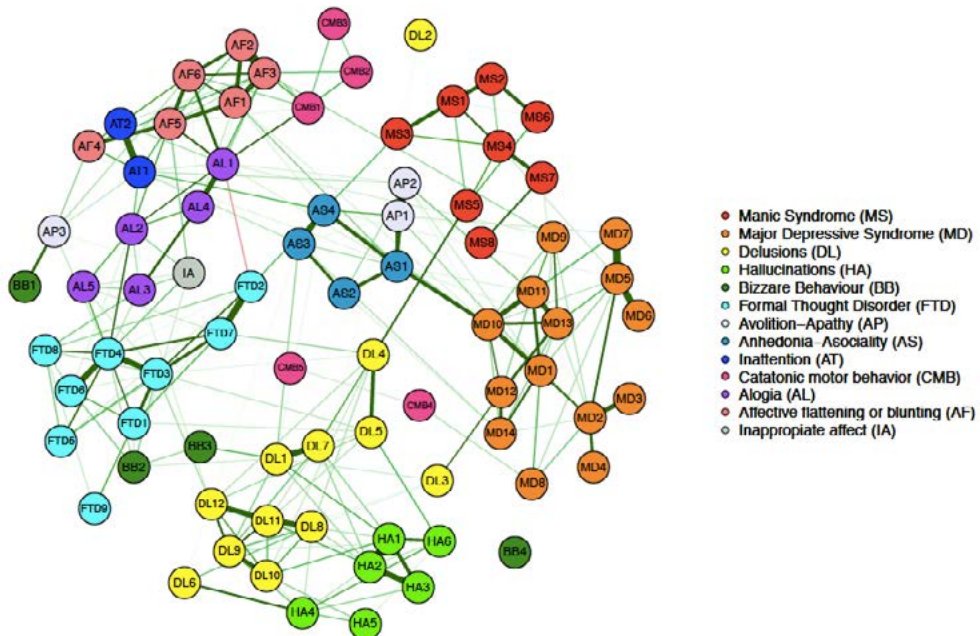 CMB3
DL2
AF2
AF6
AF3
CMB2
MS2
AF1
MS1
CMB1
MS6
AT2
AF5
MS3
AF4
MS4
AL1
AT1
MS7
AP2
AL4
MS5
AS4
AP1
AL2
AP3
MD9
MD7
AS3
MS8
AS1
IA
MD5
BB1
AL5
AL3
FTD2
AS2
MD11
MD6
MD10
MD13
FTD7
FTD8
FTD4
DL4
CMB5
FTD3
MD1
FTD6
MD12
MD3
CMB4
MD2
FTD1
DL5
MD14
FTD5
BB3
DL7
DL1
BB2
MD4
DL3
MD8
DL12
FTD9
DL11
DL8
HA1
HA6
DL9
BB4
HA2
DL10
DL6
HA3
HA4
HA5
Manic Syndrome (MS)
Major Depressive Syndrome (MD)
Delusions (DL)
Hallucinations (HA)
Bizzare Behaviour (BB)
Formal Thought Disorder (FTD)
Avolition–Apathy (AP)
Anhedonia–Asociality (AS)
Inattention (AT)
Catatonic motor behavior (CMB)
Alogia (AL)
Affective flattening or blunting (AF)
Inappropiate affect (IA)